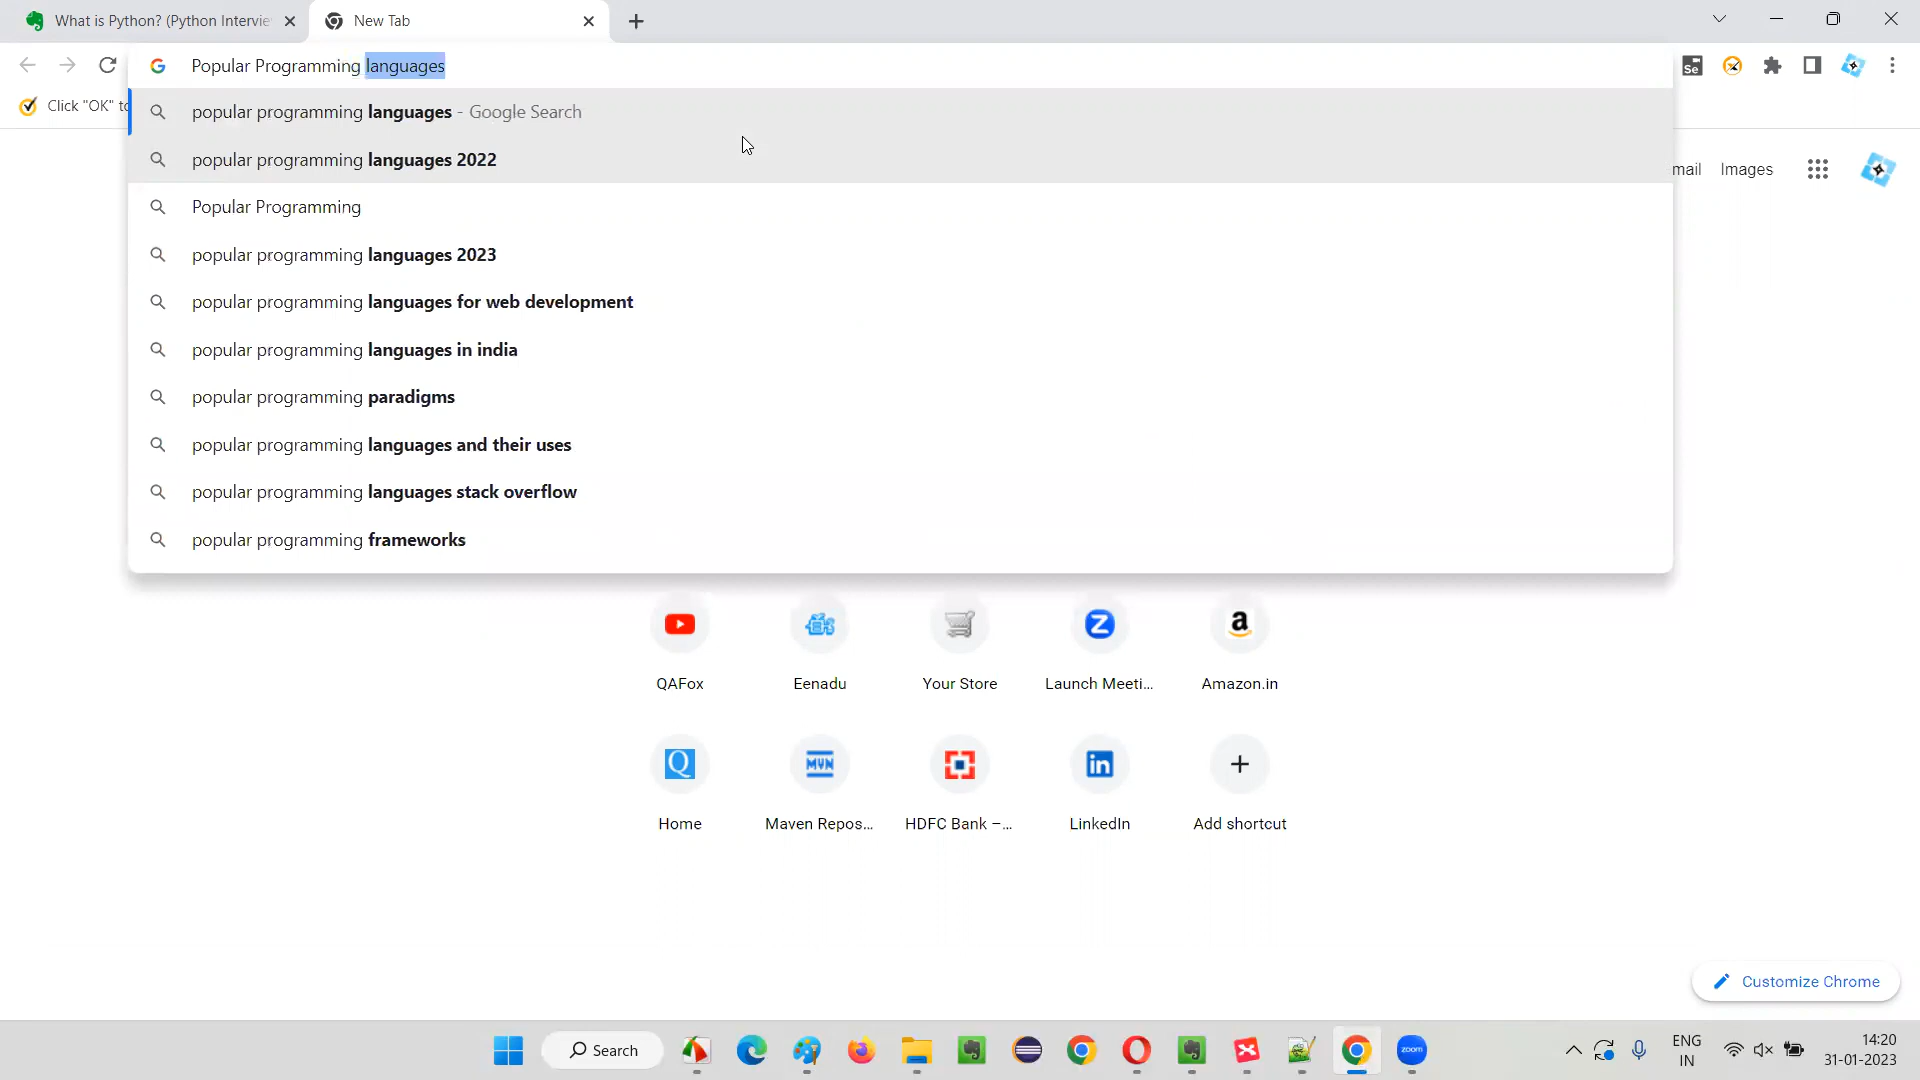 What is Python? (Python Intervie
New Tab
Popular Programming languages
Click "OK" to
popular programming languages - Google Search
popular programming languages 2022
Popular Programming
popular programming languages 2023
popular programming languages for web development
popular programming languages in india
popular programming paradigms
popular programming languages and their uses
popular programming languages stack overflow
popular programming frameworks
mail
Images
QAFox
Eenadu
Your Store
Launch Meeti...
Amazon.in
Home
Maven Repos...
HDFC Bank –...
LinkedIn
Add shortcut
Customize Chrome
Search
zoom
ENG
IN
14:20
31-01-2023